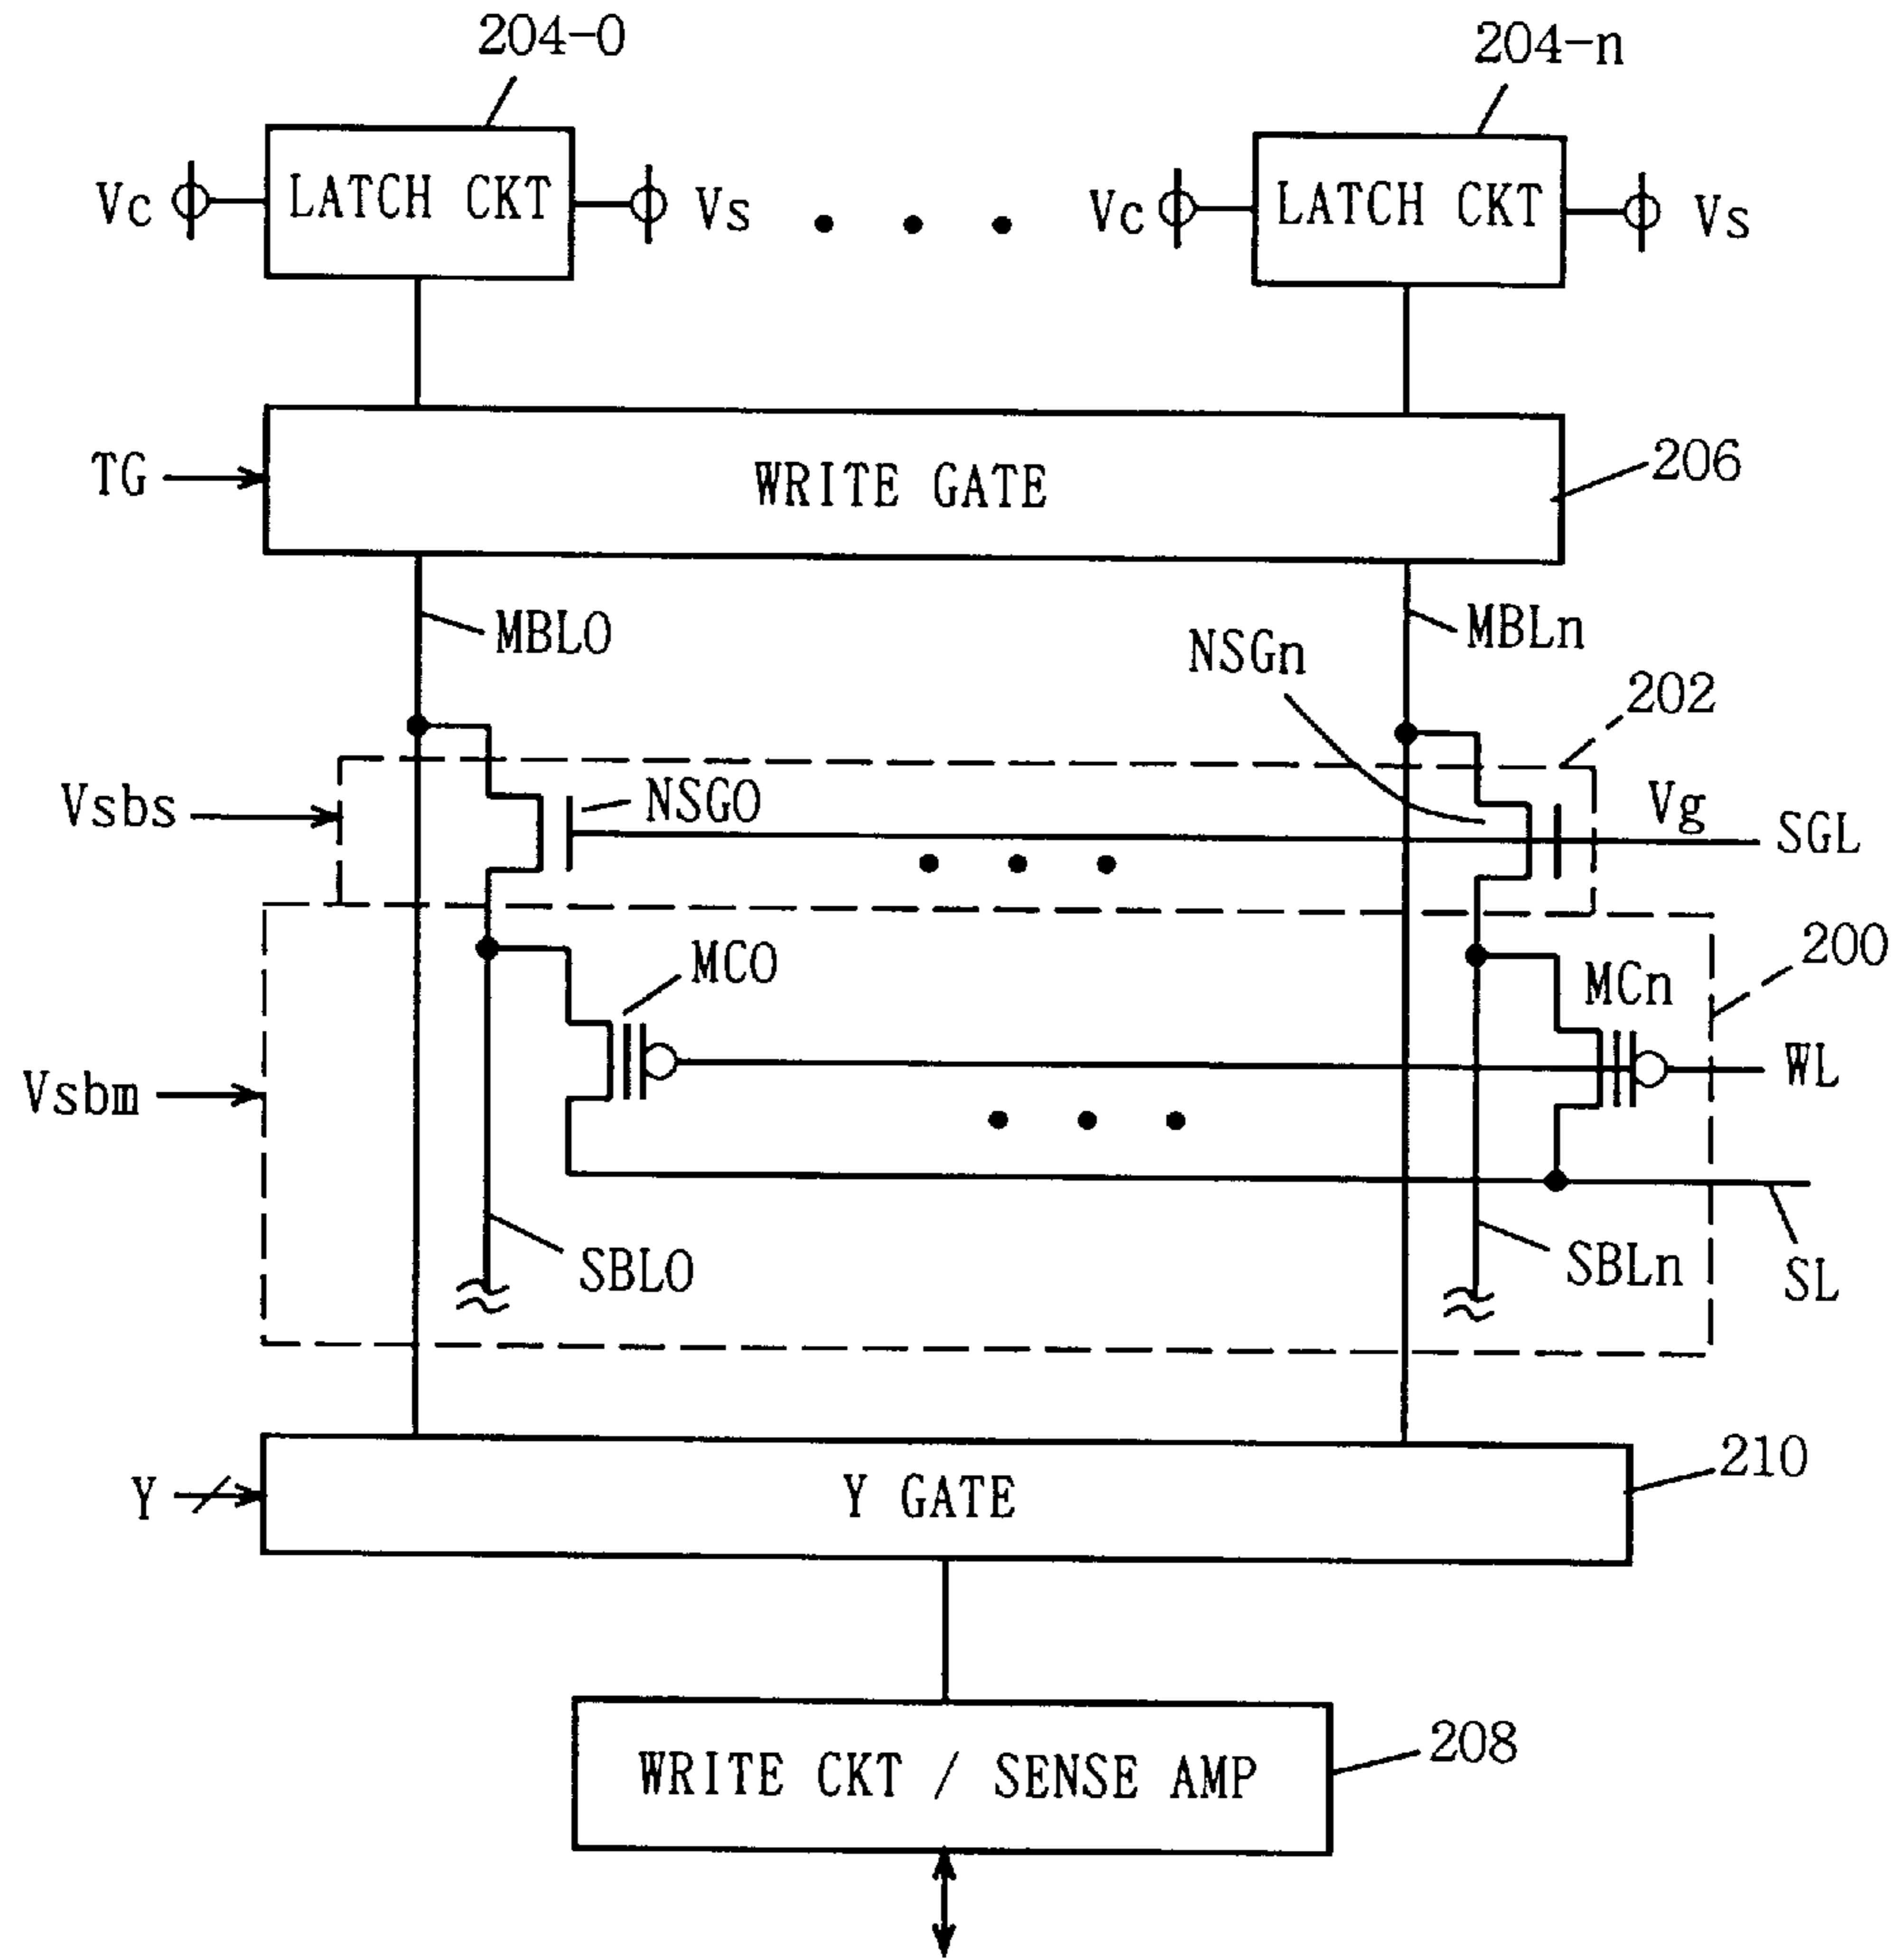 204-0
204-n
Vc
LATCH CKT
Vs
Vc
LATCH CKT
Vs
TG
WRITE GATE
206
MBL0
MBLn
NSGn
202
Vsbs
NSG0
Vg
SGL
MC0
MCn
200
Vsbm
WL
SBL0
SBLn
SL
Y
Y GATE
210
WRITE CKT / SENSE AMP
208